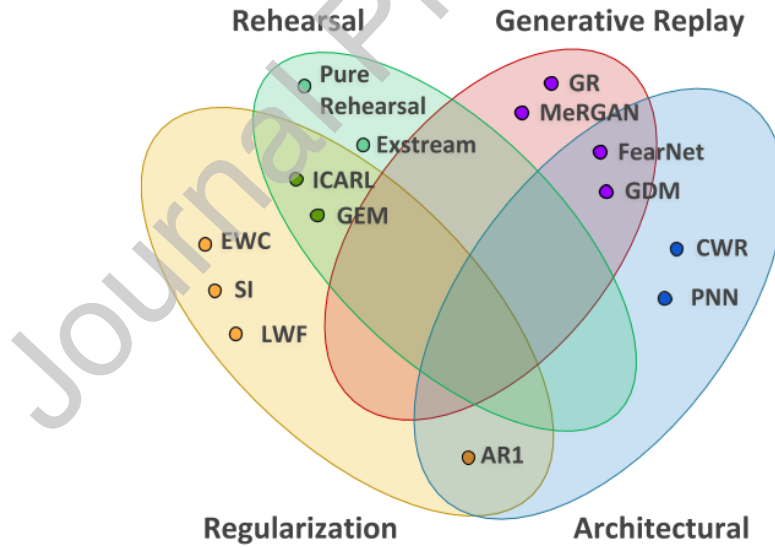 Rehearsal
Generative Replay
Pure
Rehearsal
GR
MeRGAN
Exstream
FearNet
ICARL
GDM
GEM
EWC
CWR
SI
PNN
LWF
AR1
Regularization
Architectural
Journal